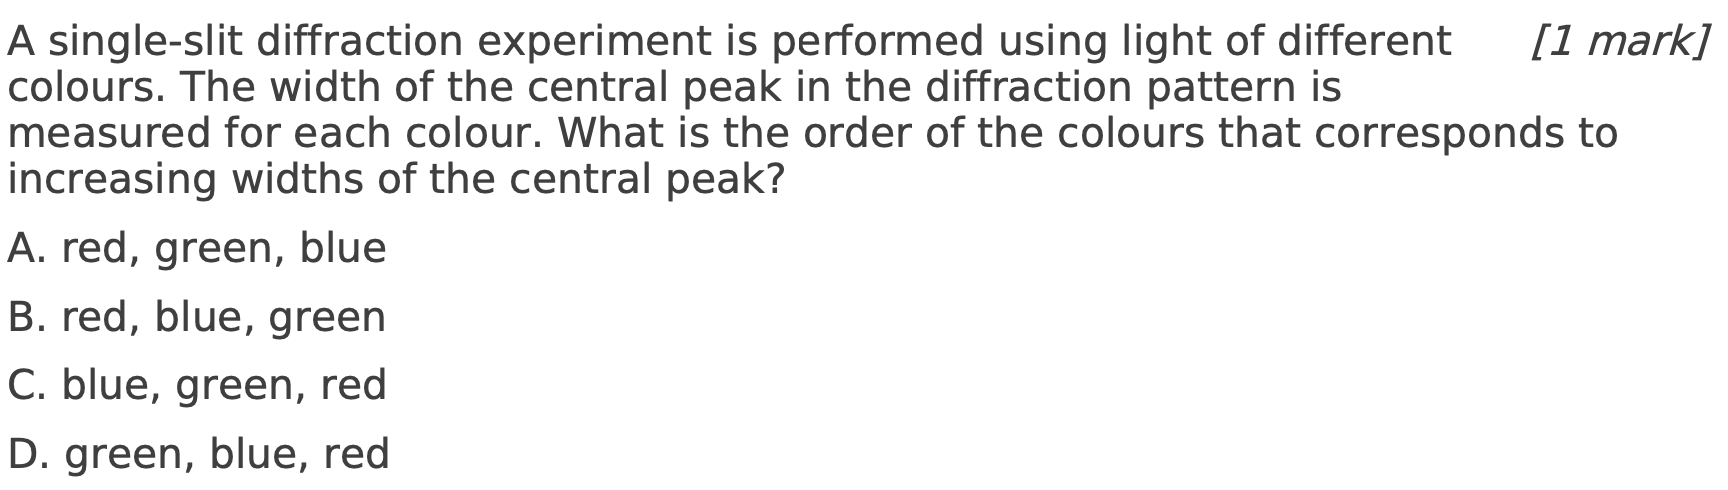 A single-slit diffraction experiment is performed using light of different [1 mark]
colours. The width of the central peak in the diffraction pattern is
measured for each colour. What is the order of the colours that corresponds to
increasing widths of the central peak?
A. red, green, blue
B. red, blue, green
C. blue, green, red
D. green, blue, red